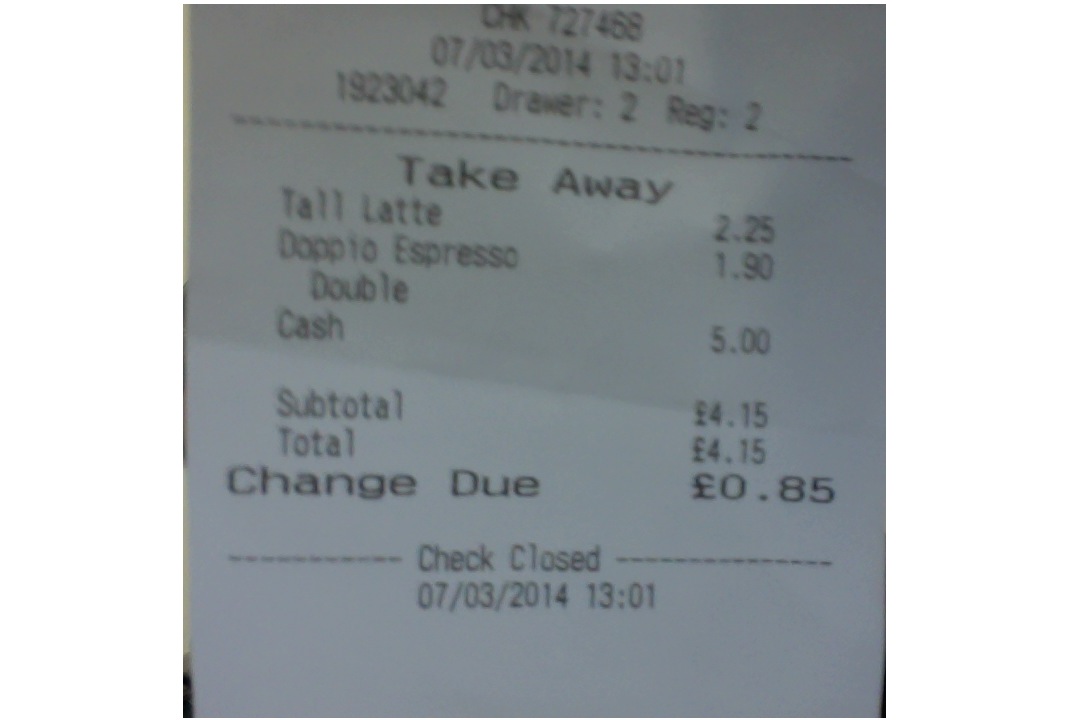 CHK 727468
07/03/2014 13:01
1923042 Drawer: 2 Reg: 2
Take Away
Tall Latte 2.25
Doppio Espresso 1.90
Double
Cash 5.00
Subtotal £4.15
Total £4.15
Change Due £0.85
----------- Check Closed --------------
07/03/2014 13:01